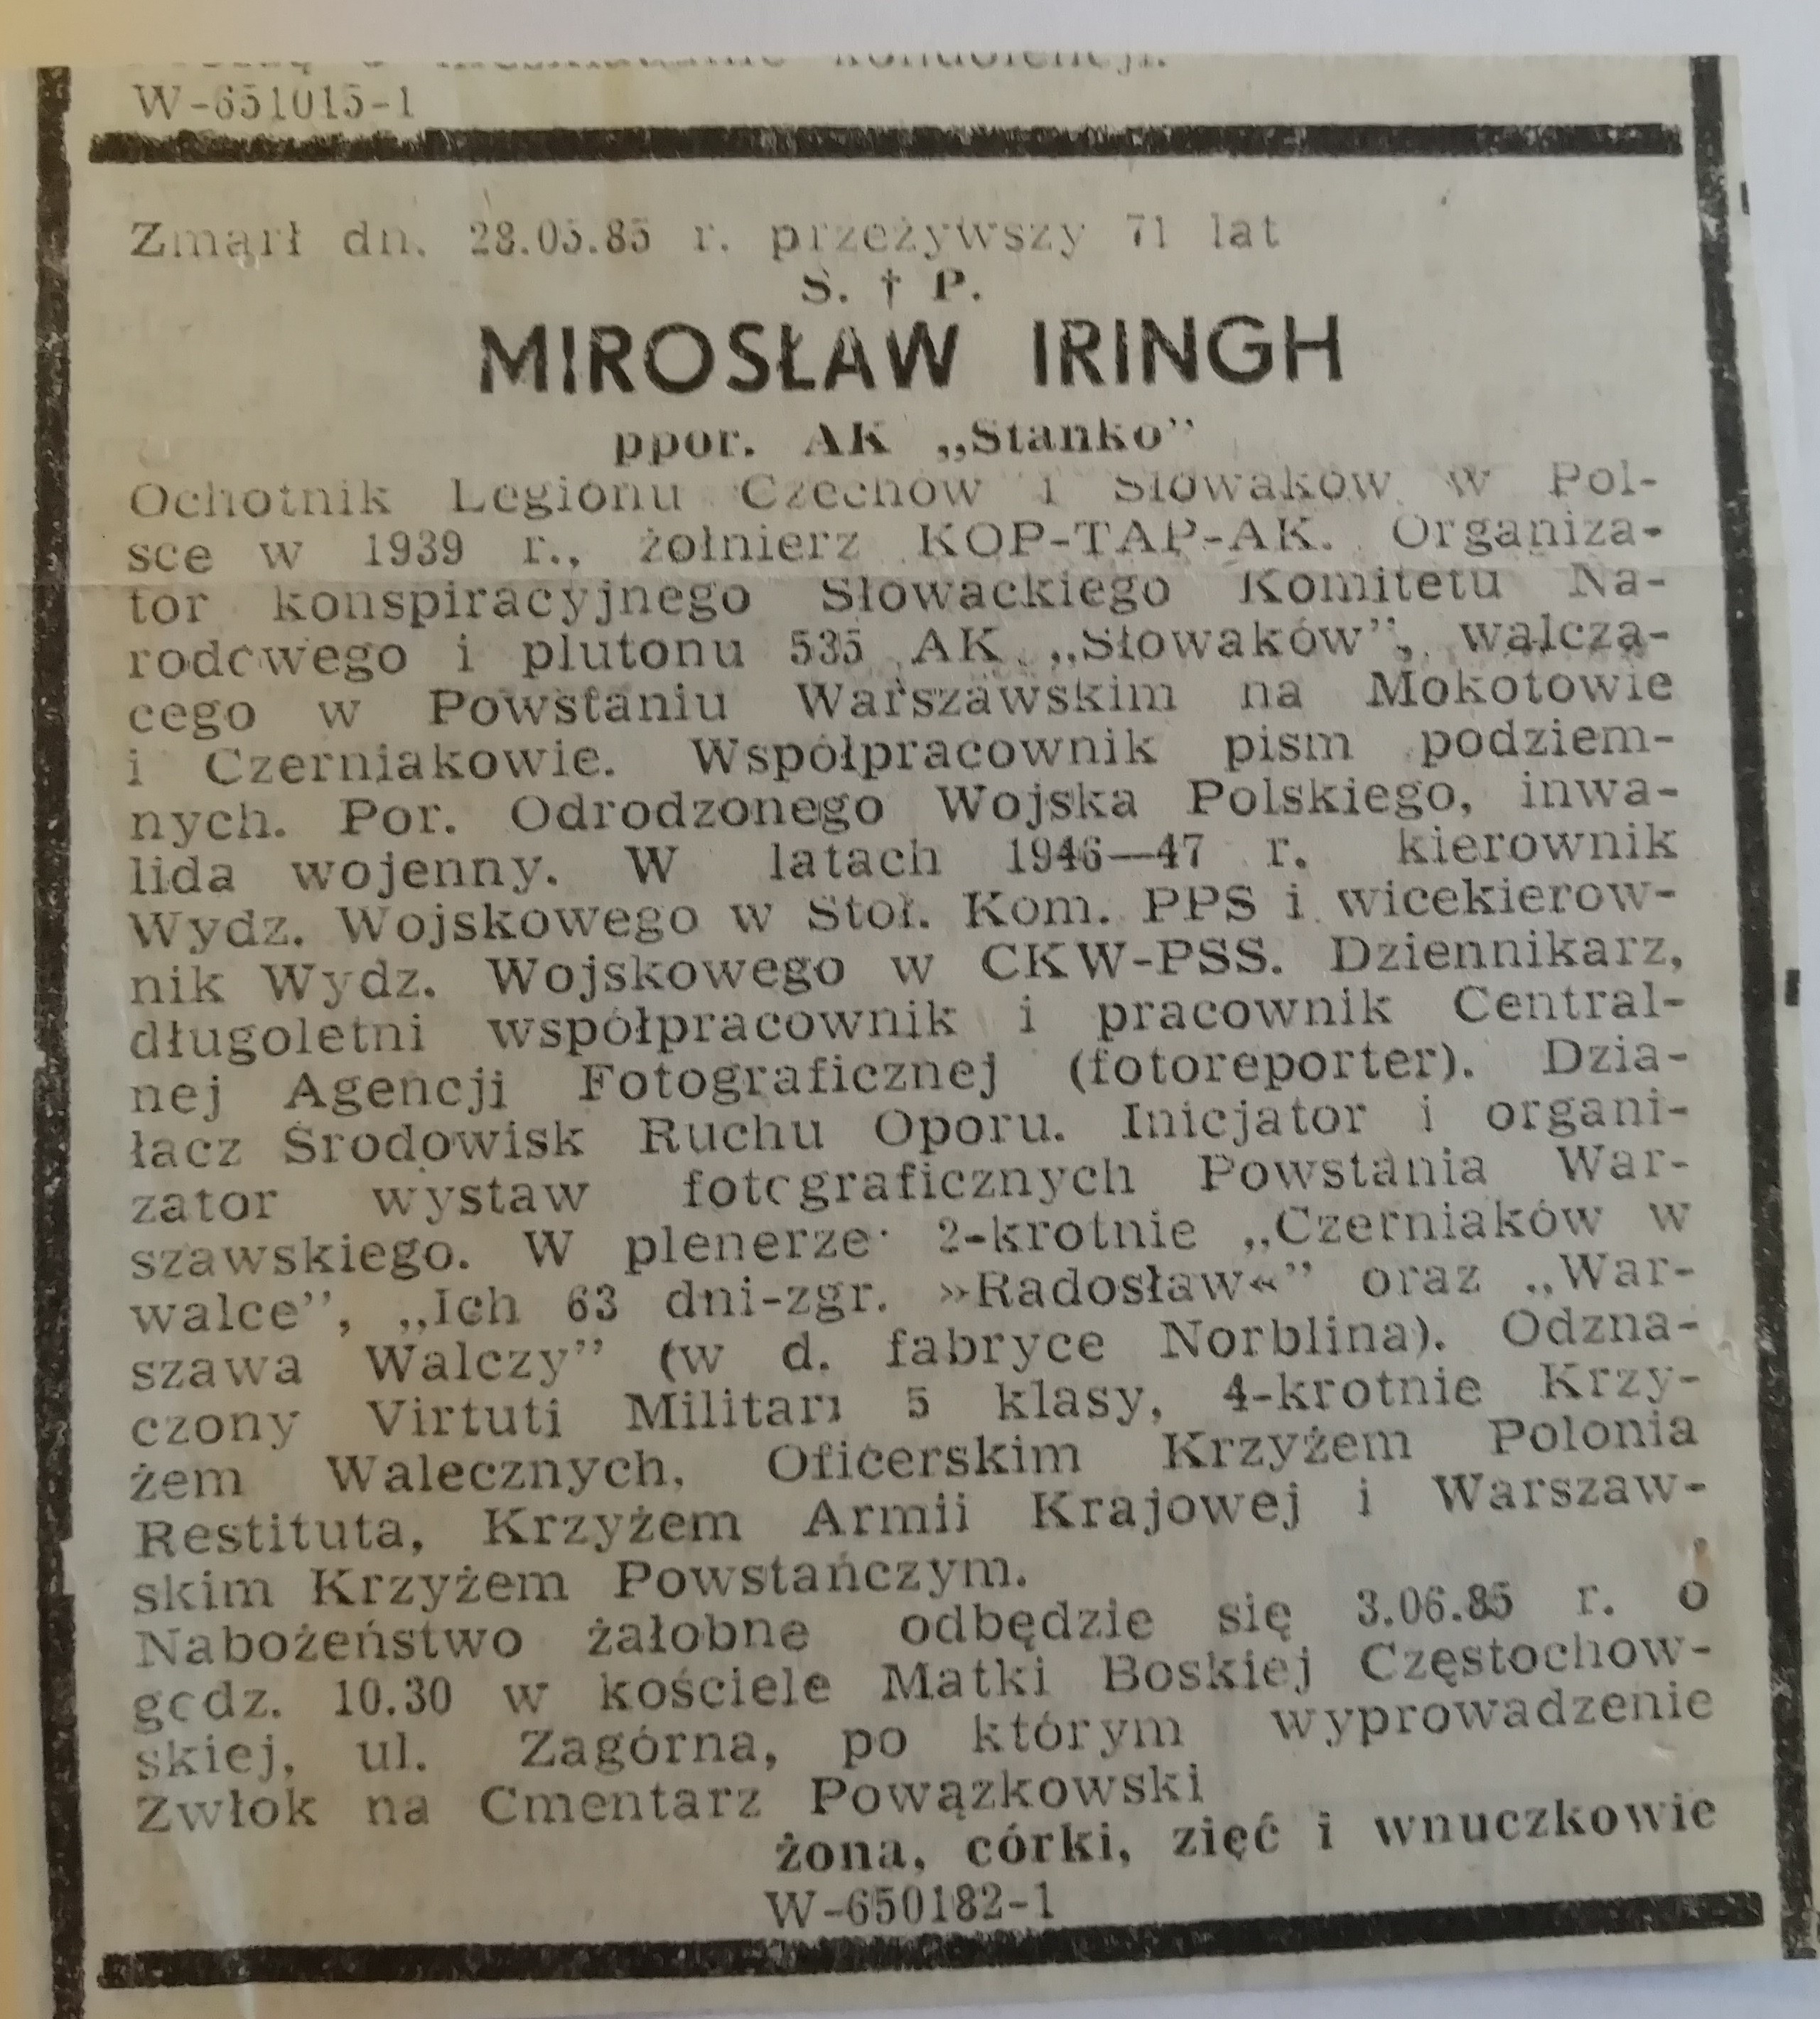 kondolencji.
W-651015-1
Zmarł dn. 28.05.85 r. przeżywszy 71 lat
Ś. † P.
MIROSŁAW IRINGH
ppor. AK „Stanko”
Ochotnik Legionu Czechów i Słowaków w Pol-
sce w 1939 r., żołnierz KOP-TAP-AK. Organiza-
tor konspiracyjnego Słowackiego Komitetu Na-
rodowego i plutonu 535 AK „Słowaków”, walczą-
cego w Powstaniu Warszawskim na Mokotowie
i Czerniakowie. Współpracownik pism podziem-
nych. Por. Odrodzonego Wojska Polskiego, inwa-
lida wojenny. W latach 1946—47 r. kierownik
Wydz. Wojskowego w Stoł. Kom. PPS i wicekierow-
nik Wydz. Wojskowego w CKW-PSS. Dziennikarz,
długoletni współpracownik i pracownik Central-
nej Agencji Fotograficznej (fotoreporter). Dzia-
łacz Środowisk Ruchu Oporu. Inicjator i organi-
zator wystaw fotograficznych Powstania War-
szawskiego. W plenerze 2-krotnie „Czerniaków w
walce”, „Ich 63 dni-zgr. »Radosław«” oraz „War-
szawa Walczy” (w d. fabryce Norblina). Odzna-
czony Virtuti Militari 5 klasy, 4-krotnie Krzy-
żem Walecznych, Oficerskim Krzyżem Polonia
Restituta, Krzyżem Armii Krajowej i Warszaw-
skim Krzyżem Powstańczym.
Nabożeństwo żałobne odbędzie się 3.06.85 r. o
godz. 10.30 w kościele Matki Boskiej Częstochow-
skiej, ul. Zagórna, po którym wyprowadzenie
Zwłok na Cmentarz Powązkowski
żona, córki, zięć i wnuczkowie
W-650182-1